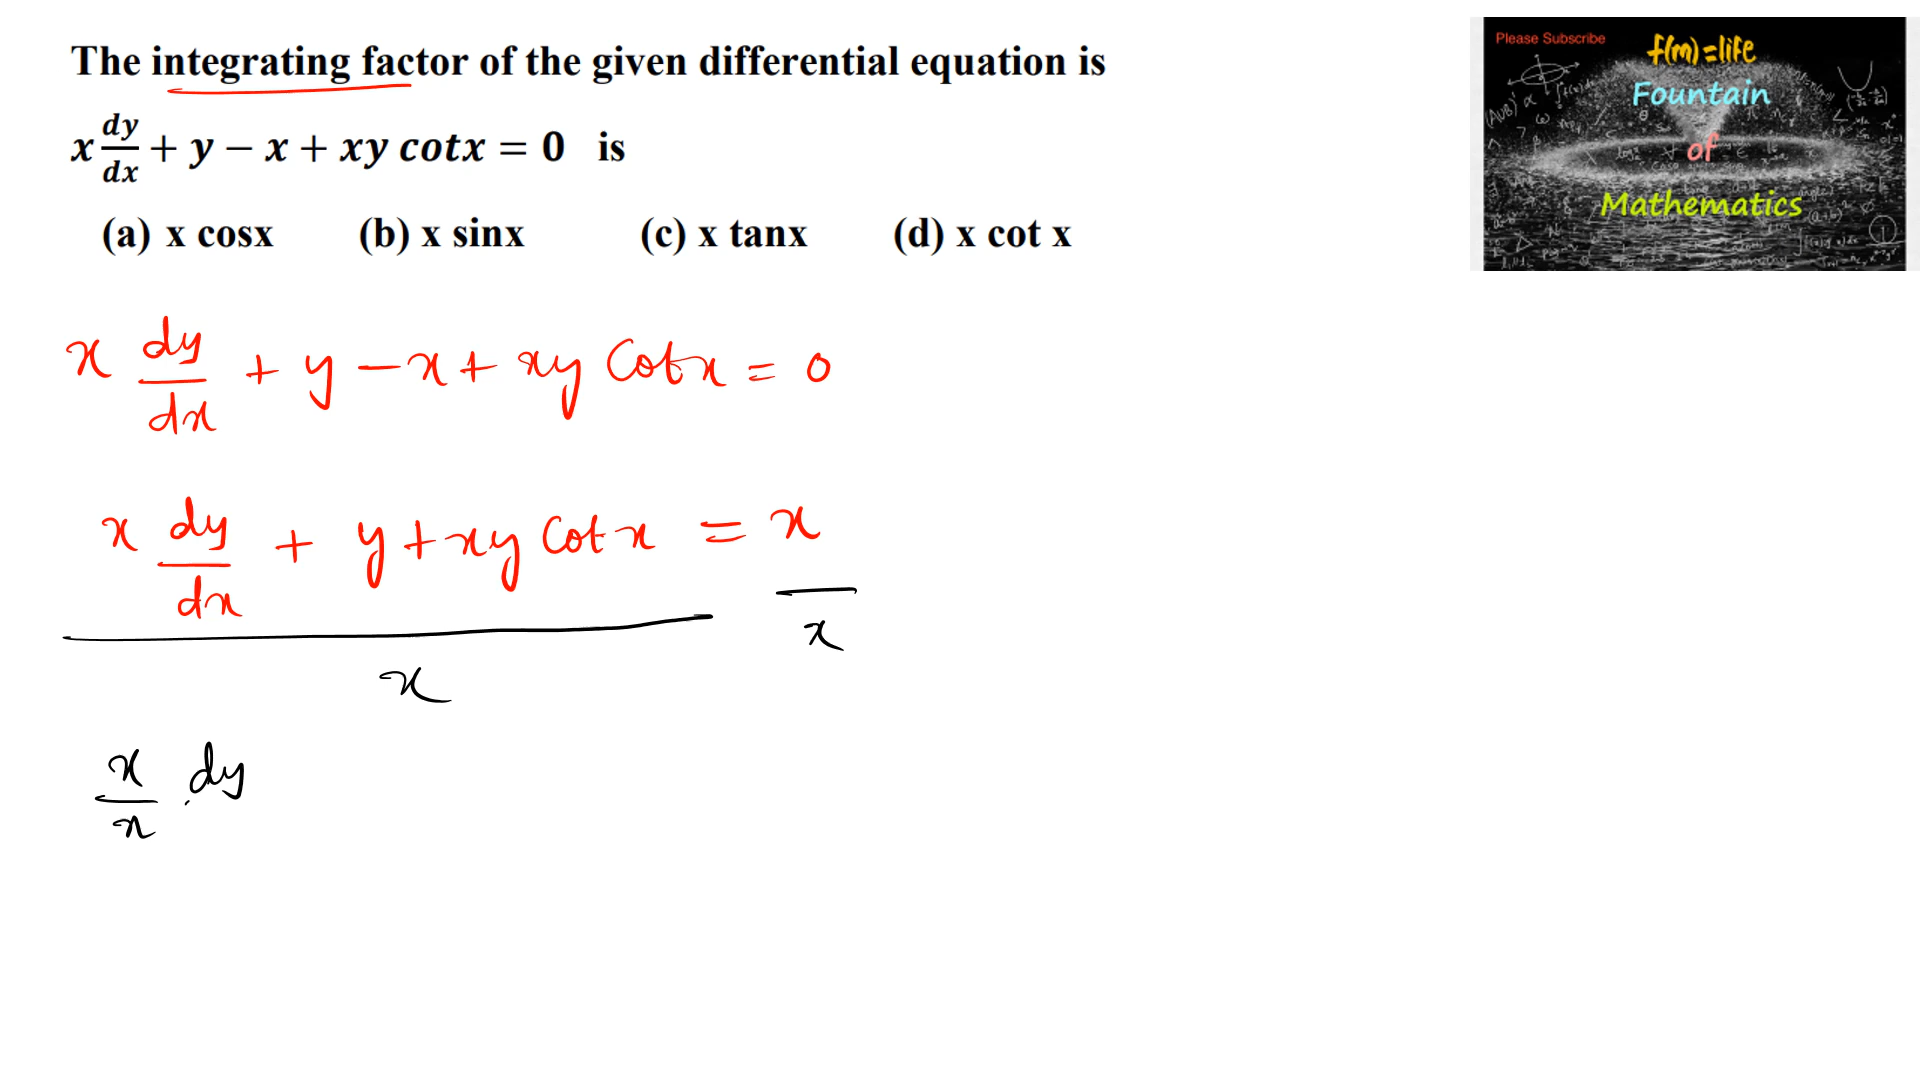 The integrating factor of the given differential equation is
x dy/dx + y − x + xy cotx = 0 is
(a) x cosx (b) x sinx (c) x tanx (d) x cot x
x dy/dx + y − x + xy Cotx = 0
x dy/dx + y + xy Cotx = x
x x
x/x dy
Please Subscribe
f(m)=life
Fountain
of
Mathematics